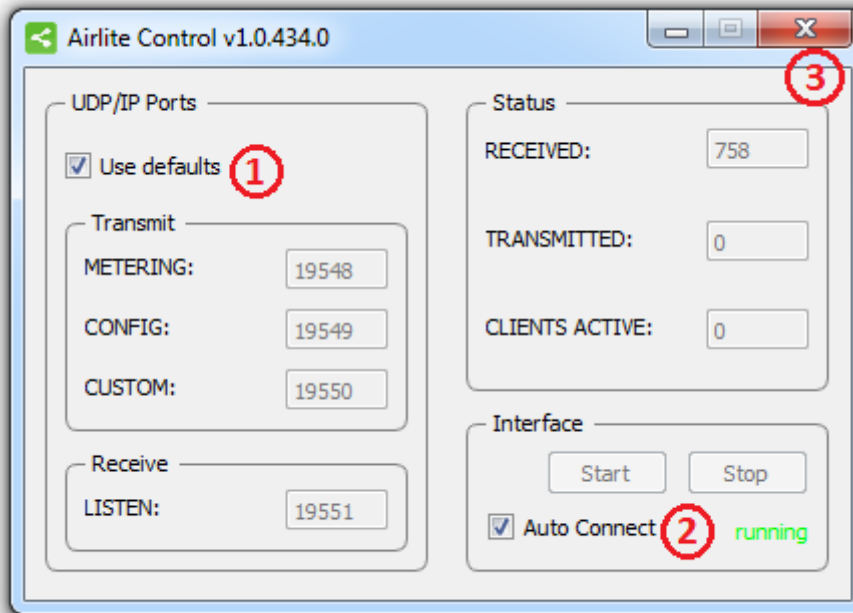 Airlite Control v1.0.434.0
3
UDP/IP Ports
Use defaults
1
Transmit
METERING:
19548
CONFIG:
19549
CUSTOM:
19550
Receive
LISTEN:
19551
Status
RECEIVED:
758
TRANSMITTED:
0
CLIENTS ACTIVE:
0
Interface
Start
Stop
Auto Connect
2
running